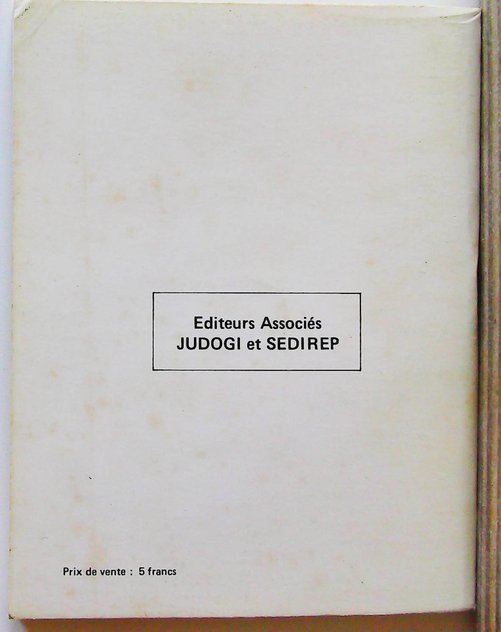 Editeurs Associés
JUDOGI et SEDIREP
Prix de vente : 5 francs